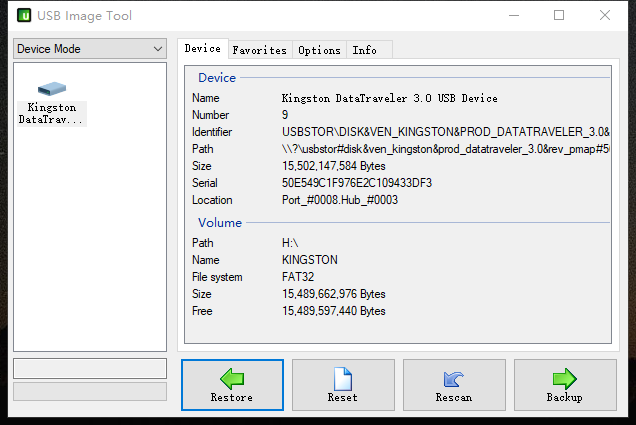 USB Image Tool
Device Mode
Kingston
DataTrav...
Device Favorites Options Info
Device
Name Kingston DataTraveler 3.0 USB Device
Number 9
Identifier USBSTOR\DISK&VEN_KINGSTON&PROD_DATATRAVELER_3.0&
Path \\?\usbstor#disk&ven_kingston&prod_datatraveler_3.0&rev_pmap#5
Size 15,502,147,584 Bytes
Serial 50E549C1F976E2C109433DF3
Location Port_#0008.Hub_#0003
Volume
Path H:\
Name KINGSTON
File system FAT32
Size 15,489,662,976 Bytes
Free 15,489,597,440 Bytes
Restore Reset Rescan Backup